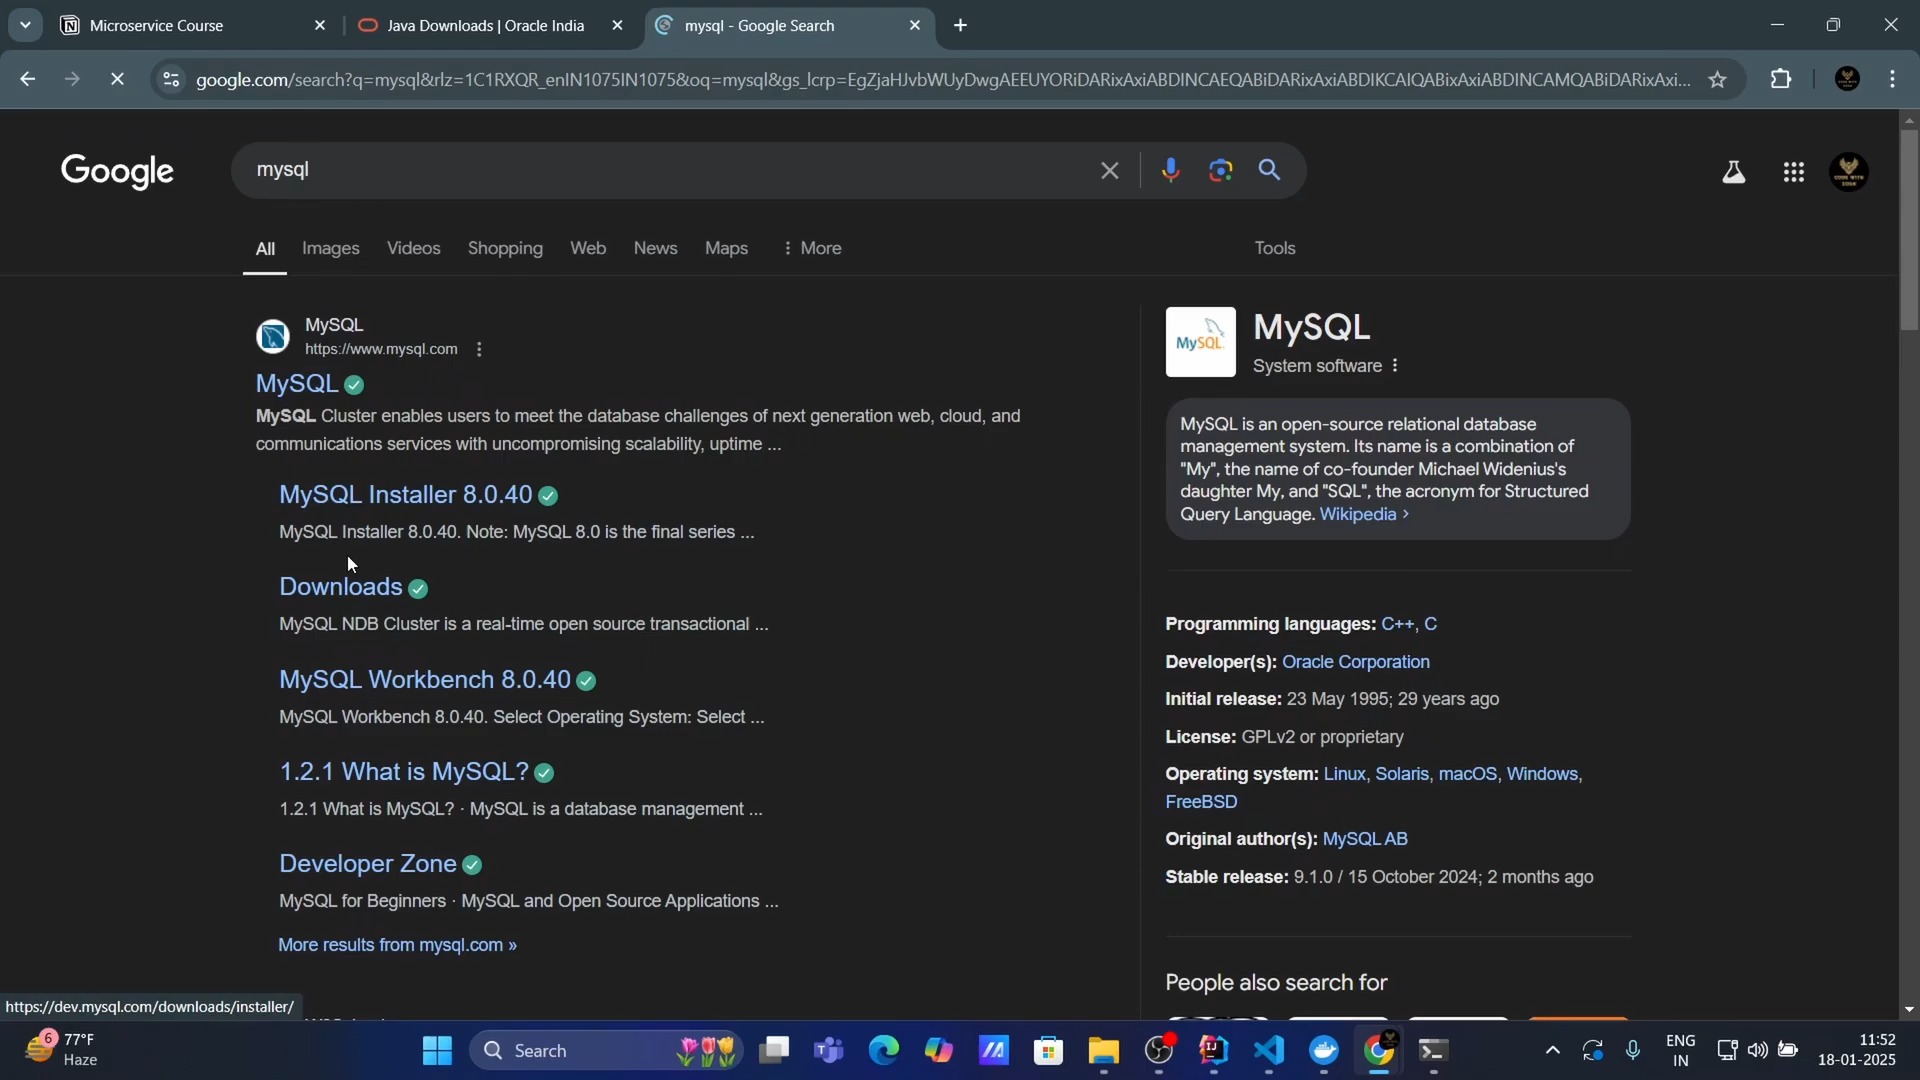 Microservice Course
Java Downloads | Oracle India
mysql - Google Search
google.com/search?q=mysql&rlz=1C1RXQR_enIN1075IN1075&oq=mysql&gs_lcrp=EgZjaHJvbWUyDwgAEEUYORiDARixAxiABDINCAEQABiDARixAxiABDIKCAIQABixAxiABDINCAMQABiDARixAxi...
Google
mysql
All
Images
Videos
Shopping
Web
News
Maps
More
Tools
MySQL
https://www.mysql.com
MySQL
MySQL Cluster enables users to meet the database challenges of next generation web, cloud, and
communications services with uncompromising scalability, uptime ...
MySQL Installer 8.0.40
MySQL Installer 8.0.40. Note: MySQL 8.0 is the final series ...
Downloads
MySQL NDB Cluster is a real-time open source transactional ...
MySQL Workbench 8.0.40
MySQL Workbench 8.0.40. Select Operating System: Select ...
1.2.1 What is MySQL?
1.2.1 What is MySQL? · MySQL is a database management ...
Developer Zone
MySQL for Beginners · MySQL and Open Source Applications ...
More results from mysql.com »
MySQL
MySQL
System software
MySQL is an open-source relational database
management system. Its name is a combination of
"My", the name of co-founder Michael Widenius's
daughter My, and "SQL", the acronym for Structured
Query Language. Wikipedia >
Programming languages: C++, C
Developer(s): Oracle Corporation
Initial release: 23 May 1995; 29 years ago
License: GPLv2 or proprietary
Operating system: Linux, Solaris, macOS, Windows,
FreeBSD
Original author(s): MySQL AB
Stable release: 9.1.0 / 15 October 2024; 2 months ago
People also search for
https://dev.mysql.com/downloads/installer/
6
77°F
Haze
Search
ENG
IN
11:52
18-01-2025